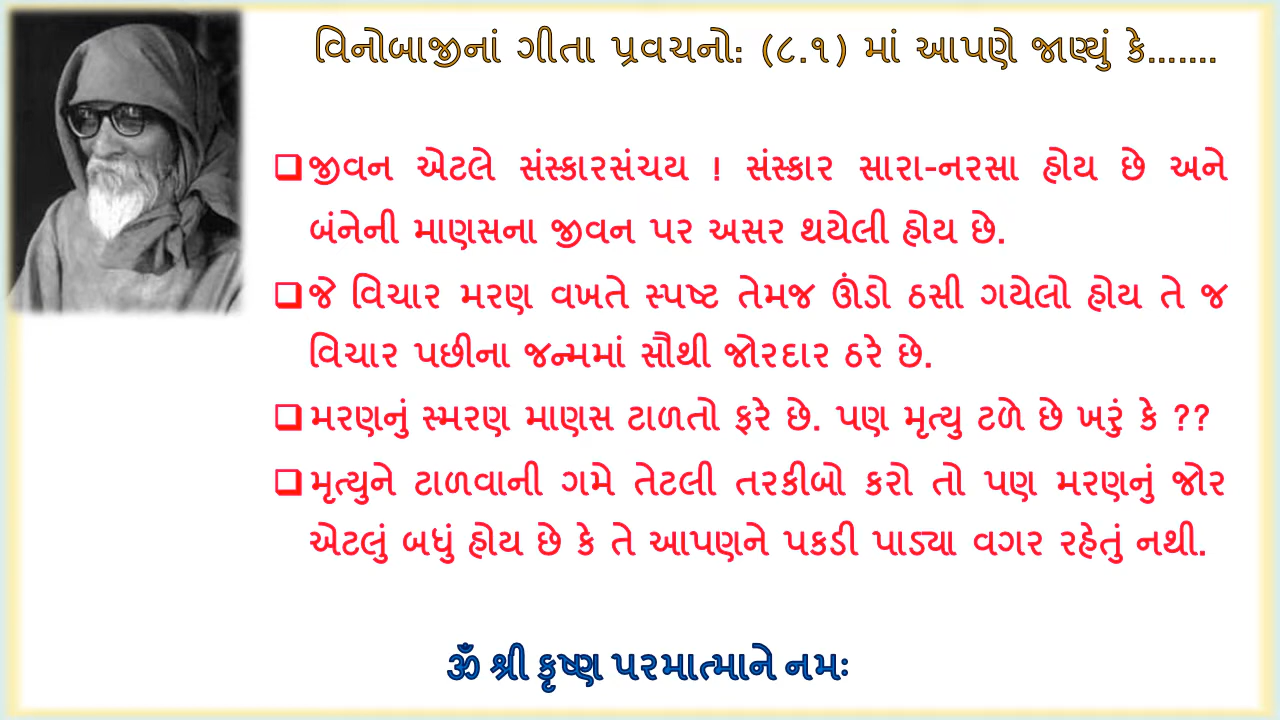 વિનોબાજીનાં ગીતા પ્રવચનો: (૮.૧) માં આપણે જાણ્યું કે.......
જીવન એટલે સંસ્કારસંચય ! સંસ્કાર સારા-નરસા હોય છે અને
બંનેની માણસના જીવન પર અસર થયેલી હોય છે.
જે વિચાર મરણ વખતે સ્પષ્ટ તેમજ ઊંડો ઠસી ગયેલો હોય તે જ
વિચાર પછીના જન્મમાં સૌથી જોરદાર ઠરે છે.
મરણનું સ્મરણ માણસ ટાળતો ફરે છે. પણ મૃત્યુ ટળે છે ખરું કે ??
મૃત્યુને ટાળવાની ગમે તેટલી તરકીબો કરો તો પણ મરણનું જોર
એટલું બધું હોય છે કે તે આપણને પકડી પાડ્યા વગર રહેતું નથી.
ૐ શ્રી કૃષ્ણ પરમાત્માને નમઃ